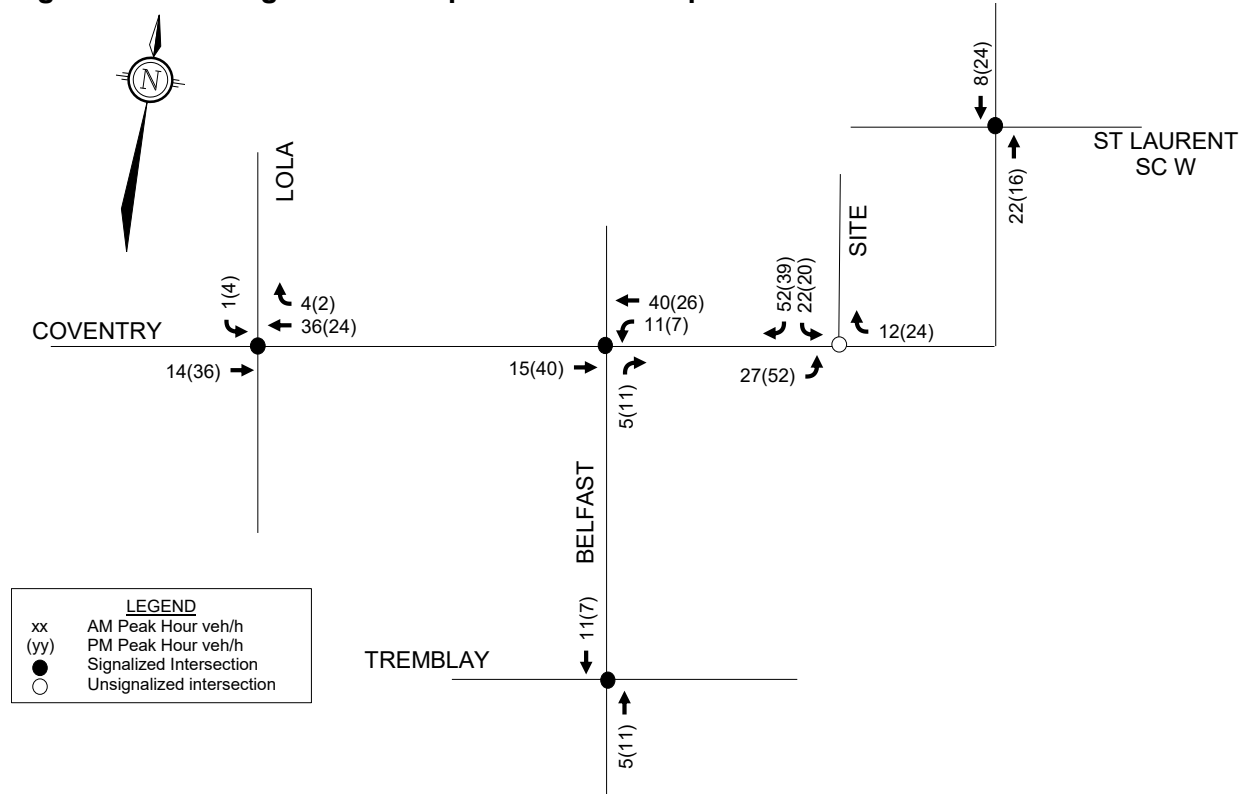 N
8(24)
ST LAURENT
SC W
22(16)
LOLA
SITE
1(4)
4(2)
36(24)
COVENTRY
14(36)
40(26)
11(7)
15(40)
5(11)
52(39)
22(20)
12(24)
27(52)
BELFAST
11(7)
TREMBLAY
5(11)
LEGEND
xx AM Peak Hour veh/h
(yy) PM Peak Hour veh/h
Signalized Intersection
Unsignalized intersection